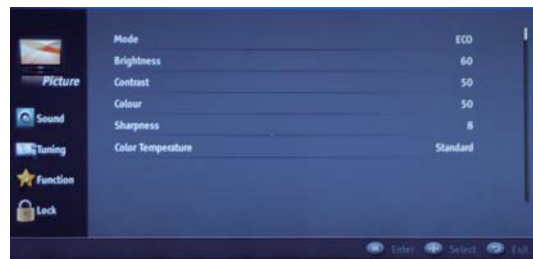 Mode ECO
Brightness 60
Picture
Contrast 50
Colour 50
Sound
Sharpness 8
Tuning
Color Temperature Standard
Function
Lock
Enter Select Exit